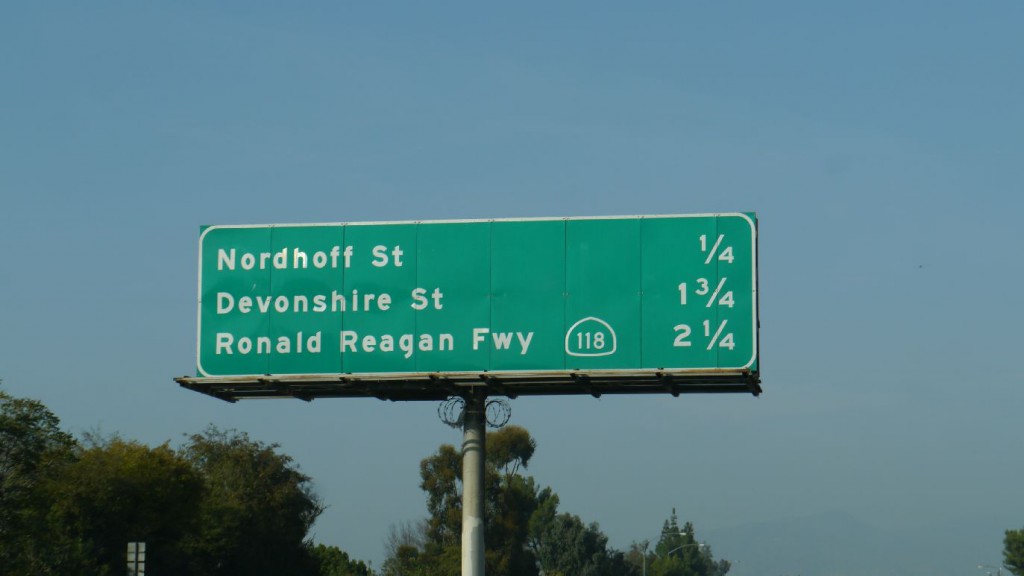 Nordhoff St 1/4
Devonshire St 1 3/4
Ronald Reagan Fwy 118 2 1/4